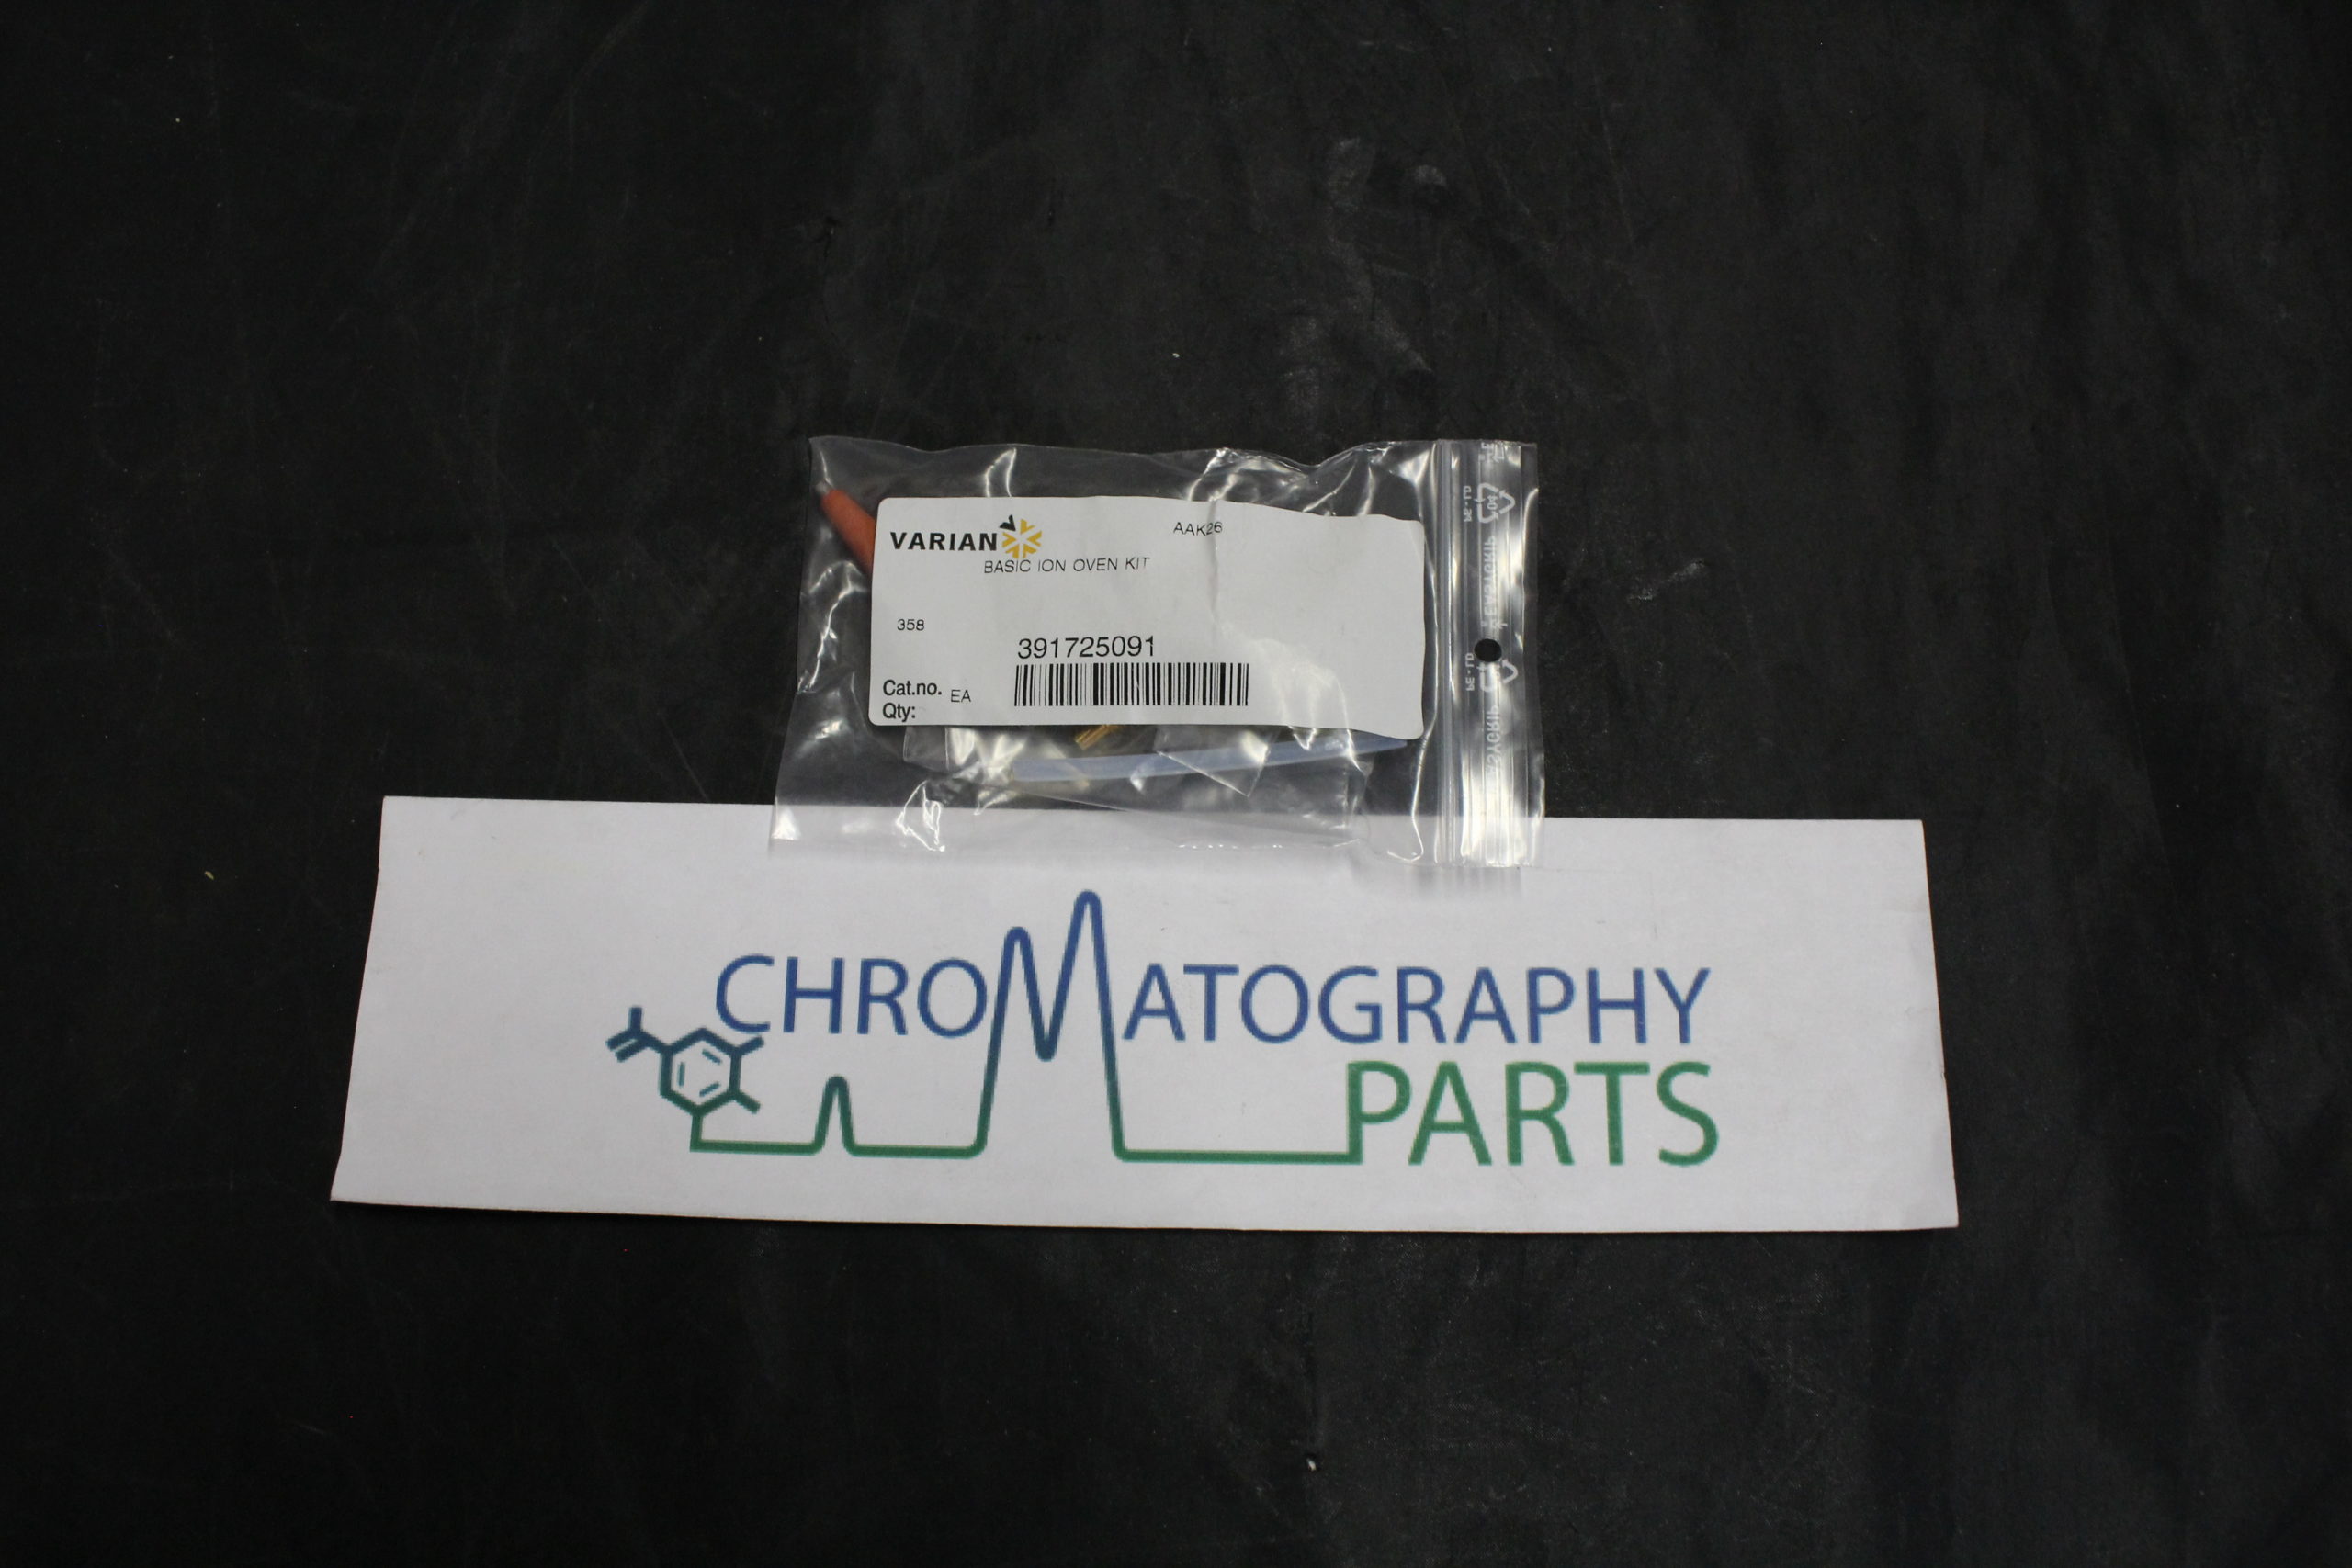 VARIAN
AAK26
BASIC ION OVEN KIT
358
391725091
Cat.no. EA
Qty:
CHROMATOGRAPHY
PARTS